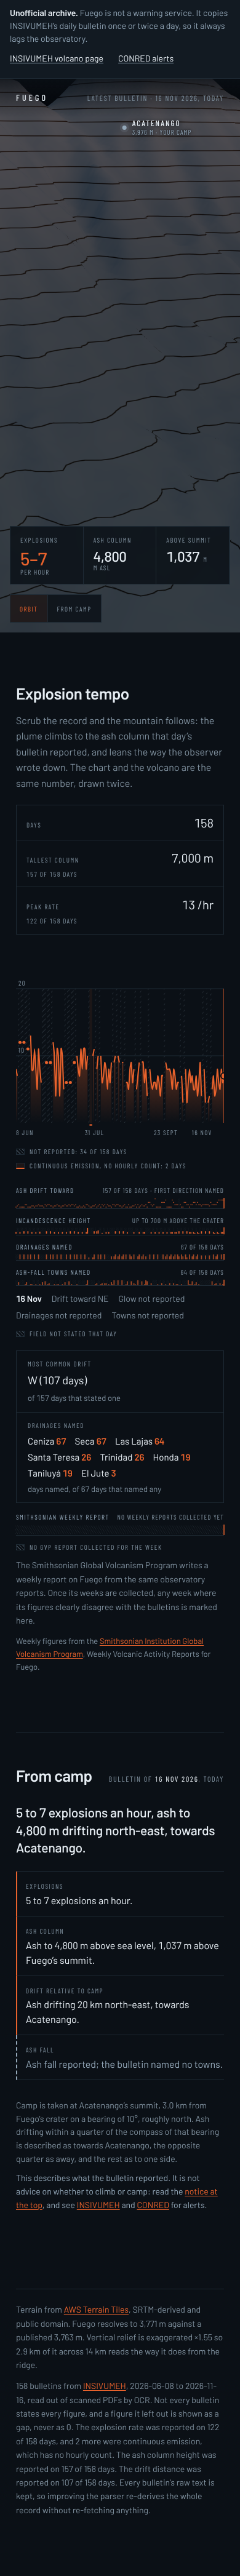 Unofficial archive. Fuego is not a warning service. It copies
INSIVUMEH's daily bulletin once or twice a day, so it always
lags the observatory.
INSIVUMEH volcano page CONRED alerts
FUEGO
LATEST BULLETIN · 16 NOV 2026, TODAY
ACATENANGO
3,976 M · YOUR CAMP
EXPLOSIONS
5–7
PER HOUR
ASH COLUMN
4,800
M ASL
ABOVE SUMMIT
1,037 M
ORBIT
FROM CAMP
Explosion tempo
Scrub the record and the mountain follows: the
plume climbs to the ash column that day's
bulletin reported, and leans the way the observer
wrote down. The chart and the volcano are the
same number, drawn twice.
DAYS
158
TALLEST COLUMN
157 OF 158 DAYS
7,000 m
PEAK RATE
122 OF 158 DAYS
13 /hr
20
10
8 JUN 31 JUL 23 SEPT 16 NOV
NOT REPORTED: 34 OF 158 DAYS
CONTINUOUS EMISSION, NO HOURLY COUNT: 2 DAYS
ASH DRIFT TOWARD 157 OF 158 DAYS · FIRST DIRECTION NAMED
INCANDESCENCE HEIGHT UP TO 700 M ABOVE THE CRATER
DRAINAGES NAMED 67 OF 158 DAYS
ASH-FALL TOWNS NAMED 64 OF 158 DAYS
16 Nov Drift toward NE Glow not reported
Drainages not reported Towns not reported
FIELD NOT STATED THAT DAY
MOST COMMON DRIFT
W (107 days)
of 157 days that stated one
DRAINAGES NAMED
Ceniza 67 Seca 67 Las Lajas 64
Santa Teresa 26 Trinidad 26 Honda 19
Taniluyá 19 El Jute 3
days named, of 67 days that named any
SMITHSONIAN WEEKLY REPORT NO WEEKLY REPORTS COLLECTED YET
NO GVP REPORT COLLECTED FOR THE WEEK
The Smithsonian Global Volcanism Program writes a
weekly report on Fuego from the same observatory
reports. Once its weeks are collected, any week where
its figures clearly disagree with the bulletins is marked
here.
Weekly figures from the Smithsonian Institution Global
Volcanism Program, Weekly Volcanic Activity Reports for
Fuego.
From camp
BULLETIN OF 16 NOV 2026, TODAY
5 to 7 explosions an hour, ash to
4,800 m drifting north-east, towards
Acatenango.
EXPLOSIONS
5 to 7 explosions an hour.
ASH COLUMN
Ash to 4,800 m above sea level, 1,037 m above
Fuego's summit.
DRIFT RELATIVE TO CAMP
Ash drifting 20 km north-east, towards
Acatenango.
ASH FALL
Ash fall reported; the bulletin named no towns.
Camp is taken at Acatenango's summit, 3.0 km from
Fuego's crater on a bearing of 10°, roughly north. Ash
drifting within a quarter of the compass of that bearing
is described as towards Acatenango, the opposite
quarter as away, and the rest as to one side.
This describes what the bulletin reported. It is not
advice on whether to climb or camp: read the notice at
the top, and see INSIVUMEH and CONRED for alerts.
Terrain from AWS Terrain Tiles, SRTM-derived and
public domain. Fuego resolves to 3,771 m against a
published 3,763 m. Vertical relief is exaggerated ×1.55 so
2.9 km of it across 14 km reads the way it does from the
ridge.
158 bulletins from INSIVUMEH, 2026-06-08 to 2026-11-
16, read out of scanned PDFs by OCR. Not every bulletin
states every figure, and a figure it left out is shown as a
gap, never as 0. The explosion rate was reported on 122
of 158 days, and 2 more were continuous emission,
which has no hourly count. The ash column height was
reported on 157 of 158 days. The drift distance was
reported on 107 of 158 days. Every bulletin's raw text is
kept, so improving the parser re-derives the whole
record without re-fetching anything.